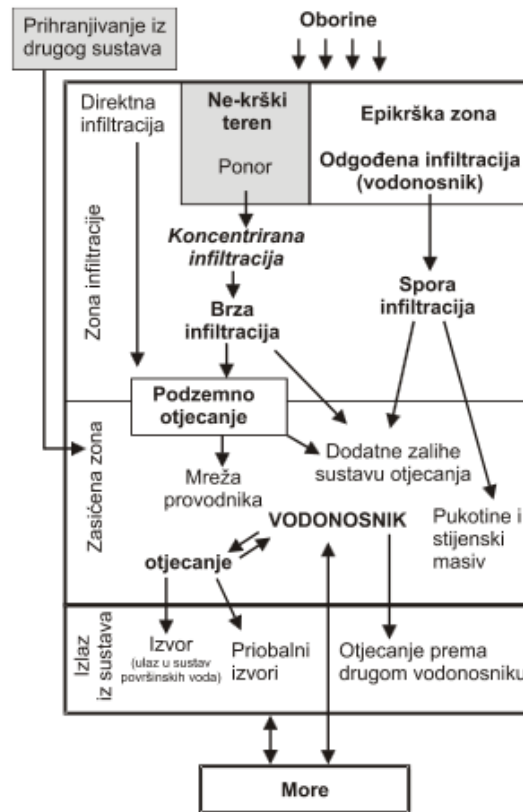 Prihranjivanje iz
drugog sustava
Oborine
Direktna
infiltracija
Ne-krški
teren
Ponor
Epikrška zona
Odgođena infiltracija
(vodonosnik)
Zona infiltracije
Koncentrirana
infiltracija
Brza
infiltracija
Spora
infiltracija
Podzemno
otjecanje
Zasićena zona
Mreža
provodnika
Dodatne zalihe
sustavu otjecanja
VODONOSNIK
Pukotine i
stijenski
masiv
otjecanje
Izlaz
iz sustava
Izvor
(ulaz u sustav
površinskih voda)
Priobalni
izvori
Otjecanje prema
drugom vodonosniku
More